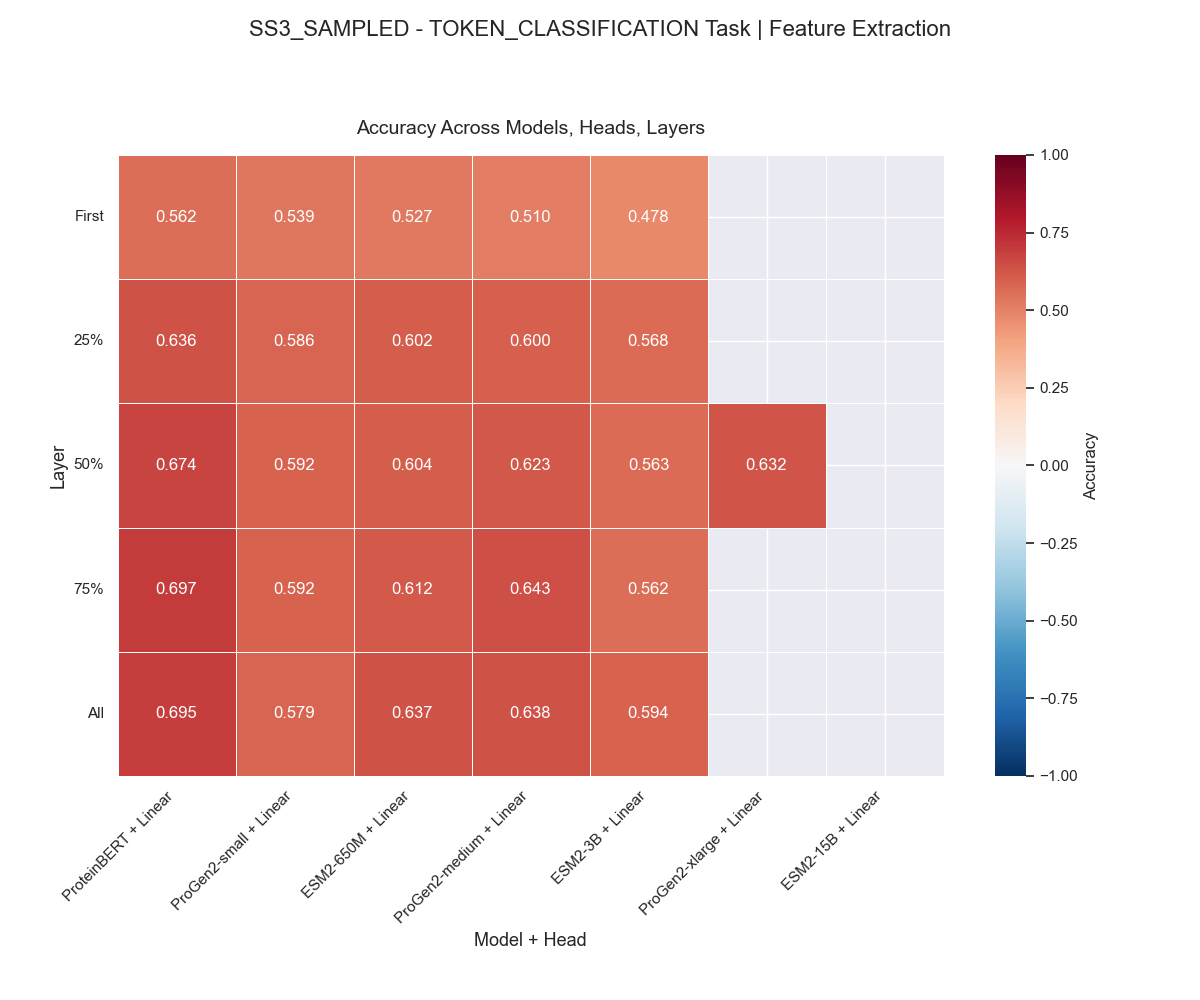 SS3_SAMPLED - TOKEN_CLASSIFICATION Task | Feature Extraction
Accuracy Across Models, Heads, Layers
Layer
First
0.562 0.539 0.527 0.510 0.478
25%
0.636 0.586 0.602 0.600 0.568
50%
0.674 0.592 0.604 0.623 0.563 0.632
75%
0.697 0.592 0.612 0.643 0.562
All
0.695 0.579 0.637 0.638 0.594
ProteinBERT + Linear
ProGen2-small + Linear
ESM2-650M + Linear
ProGen2-medium + Linear
ESM2-3B + Linear
ProGen2-xlarge + Linear
ESM2-15B + Linear
Model + Head
1.00
0.75
0.50
0.25
0.00
−0.25
−0.50
−0.75
−1.00
Accuracy